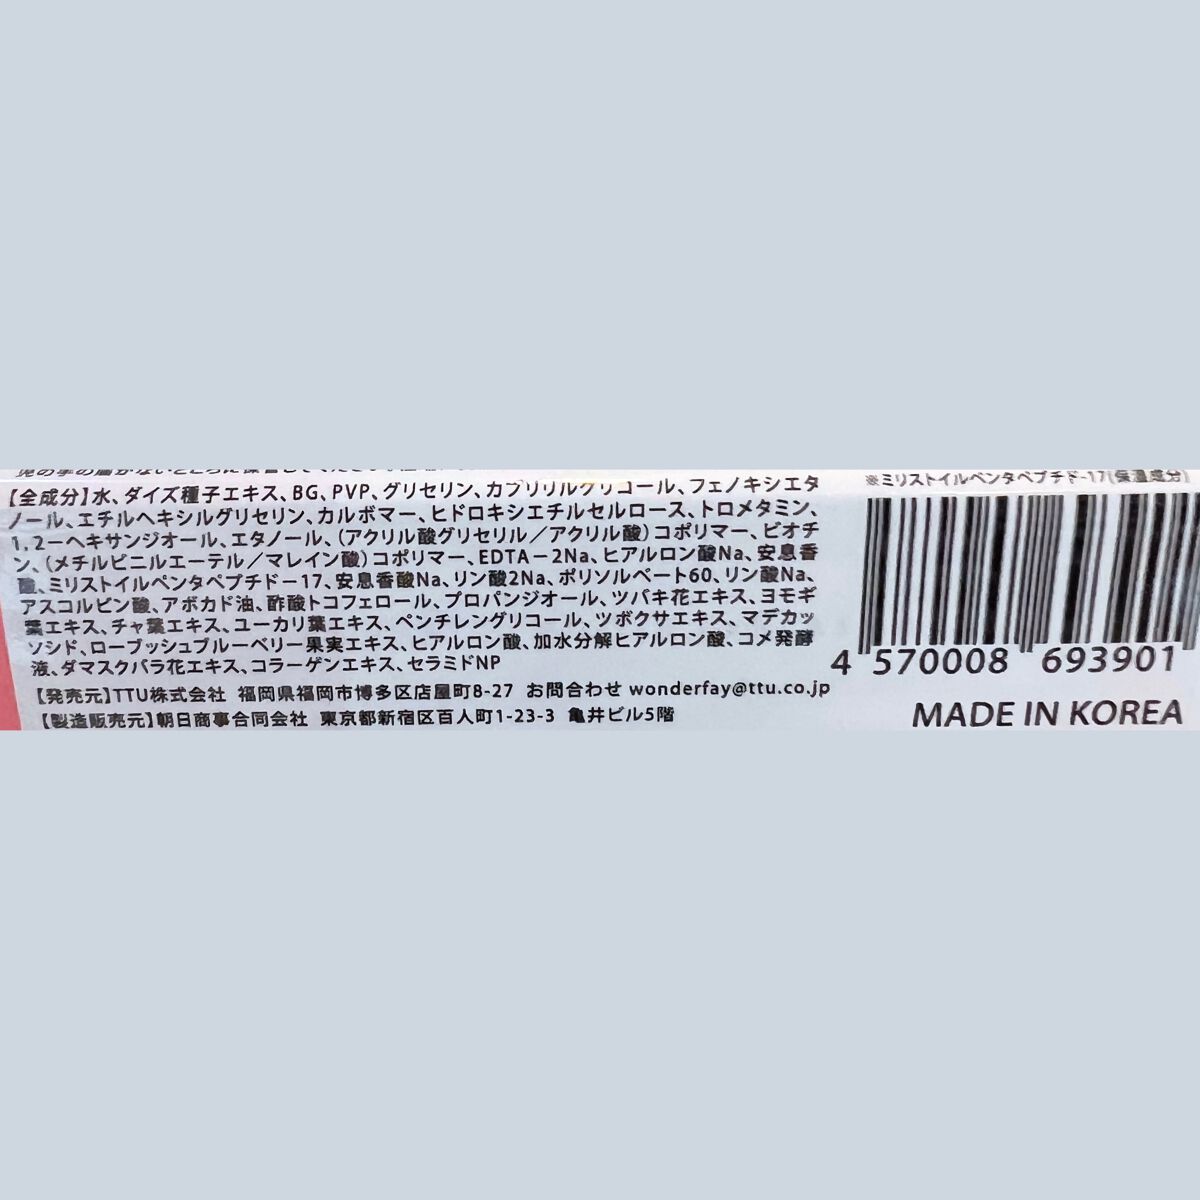 【全成分】水、ダイズ種子エキス、BG、PVP、グリセリン、カプリリルグリコール、フェノキシエタ
ノール、エチルヘキシルグリセリン、カルボマー、ヒドロキシエチルセルロース、トロメタミン、
1,2ーヘキサンジオール、エタノール、(アクリル酸グリセリル/アクリル酸)コポリマー、ビオチ
ン、(メチルビニルエーテル/マレイン酸)コポリマー、EDTA－2Na、ヒアルロン酸Na、安息香
酸、ミリストイルペンタペプチドー17、安息香酸Na、リン酸2Na、ポリソルベート60、リン酸Na、
アスコルビン酸、アボカド油、酢酸トコフェロール、プロパンジオール、ツバキ花エキス、ヨモギ
葉エキス、チャ葉エキス、ユーカリ葉エキス、ペンチレングリコール、ツボクサエキス、マデカッ
ソシド、ローブッシュブルーベリー果実エキス、ヒアルロン酸、加水分解ヒアルロン酸、コメ発酵
液、ダマスクバラ花エキス、コラーゲンエキス、セラミドNP
【発売元】TTU株式会社 福岡県福岡市博多区店屋町8-27 お問合わせ wonderfay@ttu.co.jp
【製造販売元】朝日商事合同会社 東京都新宿区百人町1-23-3 亀井ビル5階
※ミリストイルペンタペプチド-17(保湿成分)
4 570008 693901
MADE IN KOREA